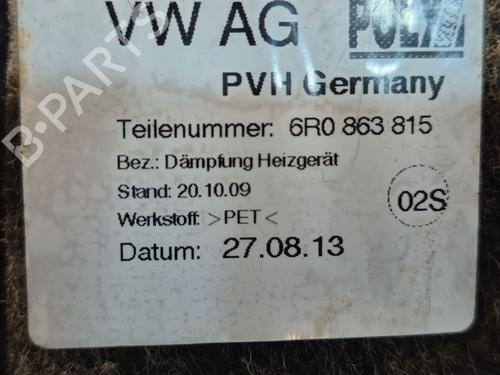 VW AG
PVH Germany
Teilenummer: 6R0 863 815
Bez.: Dämpfung Heizgerät
Stand: 20.10.09
02S
Werkstoff: >PET<
Datum: 27.08.13
B-PARTS